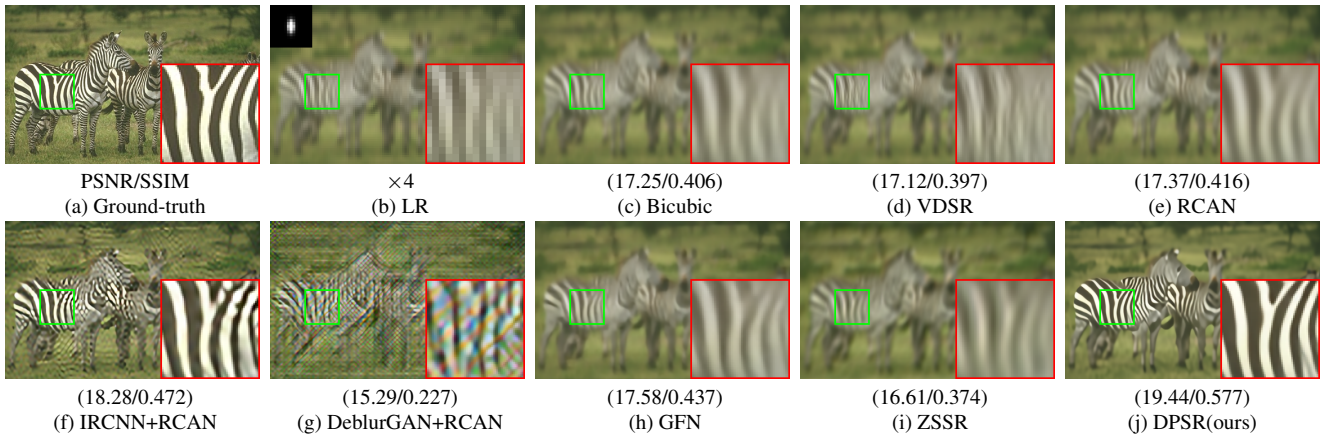 PSNR/SSIM
×4
(17.25/0.406)
(17.12/0.397)
(17.37/0.416)
(a) Ground-truth
(b) LR
(c) Bicubic
(d) VDSR
(e) RCAN
(18.28/0.472)
(15.29/0.227)
(17.58/0.437)
(16.61/0.374)
(19.44/0.577)
(f) IRCNN+RCAN
(g) DeblurGAN+RCAN
(h) GFN
(i) ZSSR
(j) DPSR(ours)